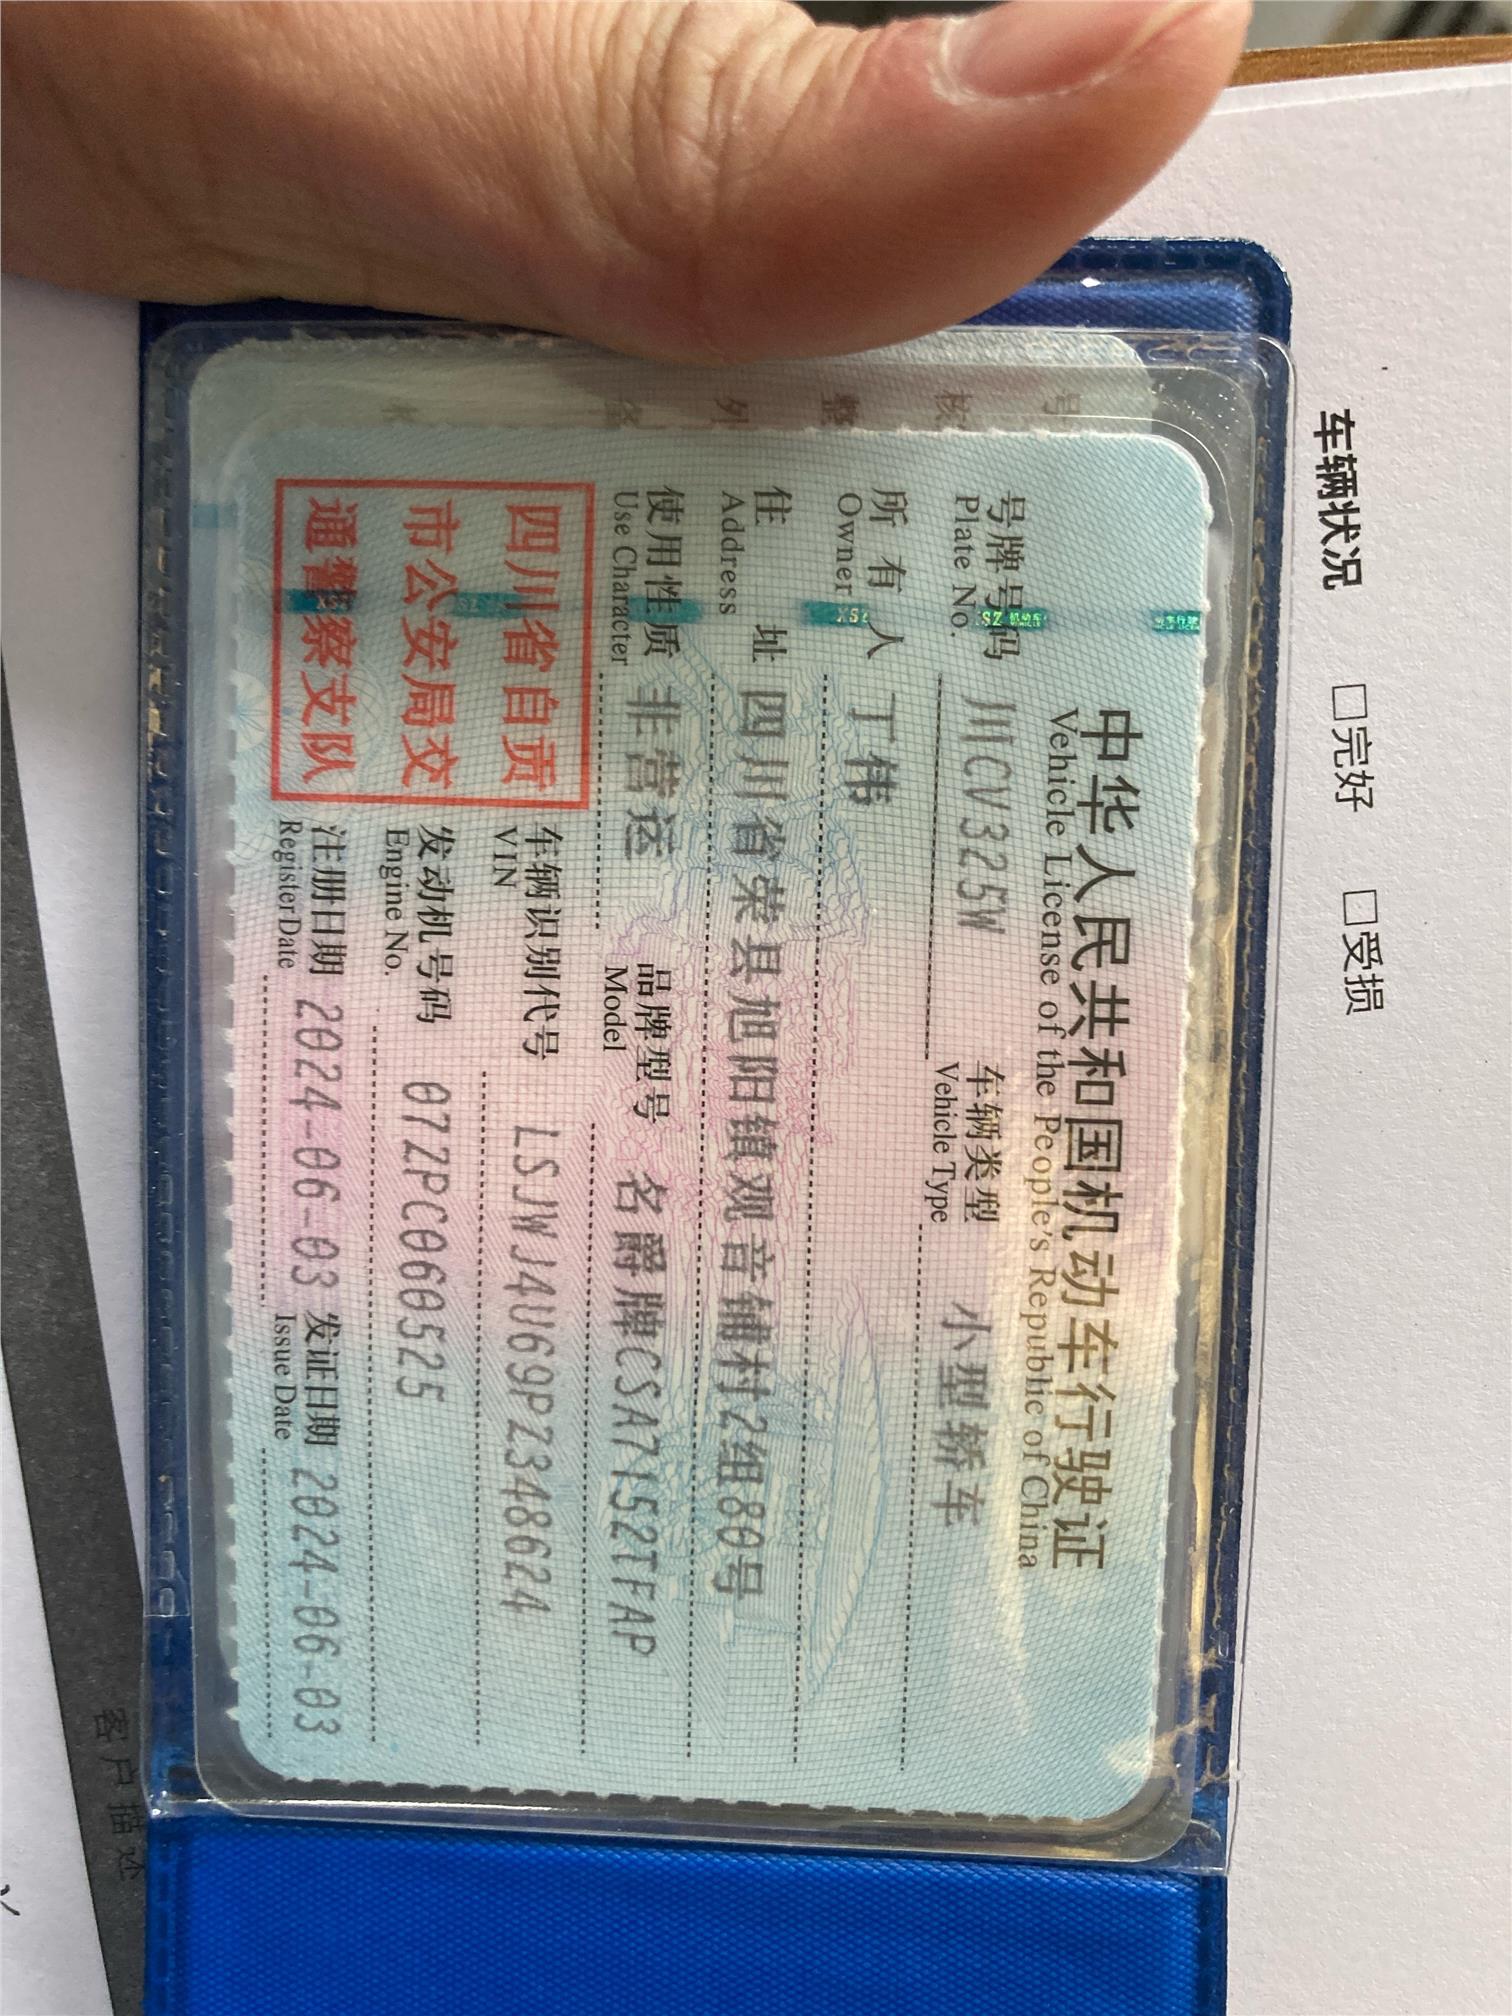 中华人民共和国机动车行驶证
Vehicle License of the People's Republic of China
号牌号码 川CV325W 车辆类型 小型轿车
Plate No. Vehicle Type
所有人 丁伟
Owner
住址 四川省荣县旭阳镇观音铺村2组80号
Address
使用性质 非营运 品牌型号 名爵牌CSA7152TFAP
Use Character Model
四川省自贡
市公安局交
通警察支队
车辆识别代号 LSJWJ4U69PZ348624
VIN
发动机号码 07ZPC060525
Engine No.
注册日期 2024-06-03 发证日期 2024-06-03
Register Date Issue Date
车辆状况 □完好 □受损
客户描述